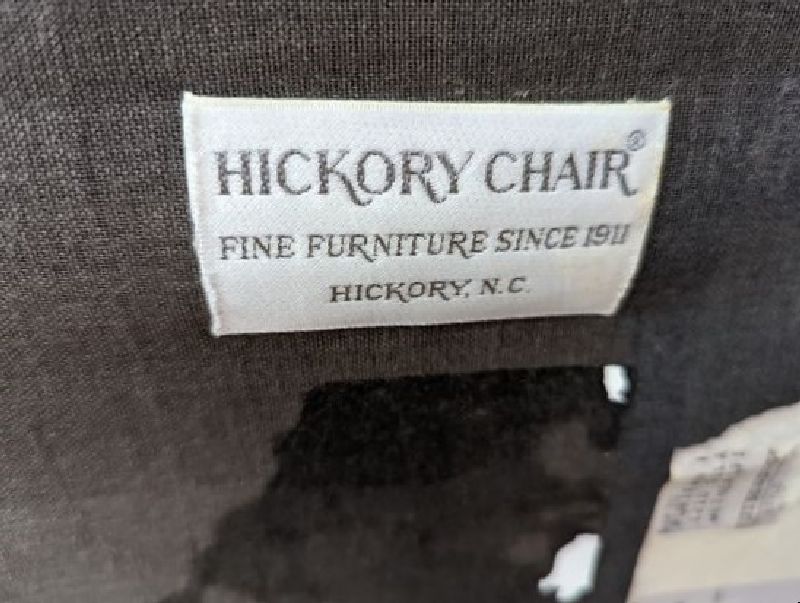 HICKORY CHAIR®
FINE FURNITURE SINCE 1911
HICKORY, N.C.